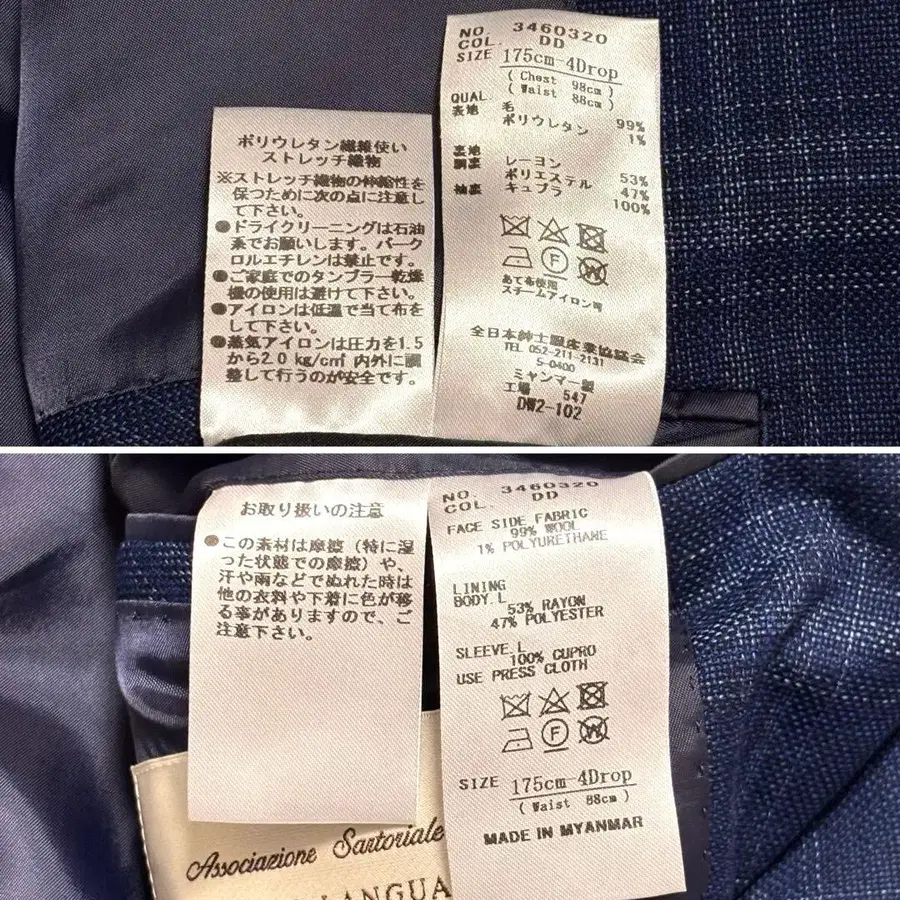 ポリウレタン繊維使い
ストレッチ織物
※ストレッチ織物の伸縮性を
保つために次の点に注意し
て下さい。
●ドライクリーニングは石油
系でお願いします。パーク
ロルエチレンは禁止です。
●ご家庭でのタンブラー乾燥
機の使用は避けて下さい。
●アイロンは低温で当て布を
して下さい。
●蒸気アイロンは圧力を1.5
から2.0 kg/c㎡ 内外に調
整して行うのが安全です。
NO. 3460320
COL. DD
SIZE 175cm-4Drop
( Chest 98cm )
( Waist 88cm )
QUAL.
表地 毛 99%
ポリウレタン 1%
裏地
胴裏 レーヨン 53%
ポリエステル 47%
袖裏 キュプラ 100%
F W
あて布使用
スチームアイロン可
全日本紳士服産業協議会
TEL 052-211-2131
S-0400
ミャンマー製
工場 547
DW2-102
お取り扱いの注意
●この素材は摩擦（特に湿
った状態での摩擦）や、
汗や雨などでぬれた時は
他の衣料や下着に色が移
る事がありますので、ご
注意下さい。
NO. 3460320
COL. DD
FACE SIDE FABRIC
99% WOOL
1% POLYURETHANE
LINING
BODY.L
53% RAYON
47% POLYESTER
SLEEVE.L
100% CUPRO
USE PRESS CLOTH
F W
SIZE 175cm-4Drop
( Waist 88cm )
MADE IN MYANMAR
Associazione Sartoriale
LANGUA